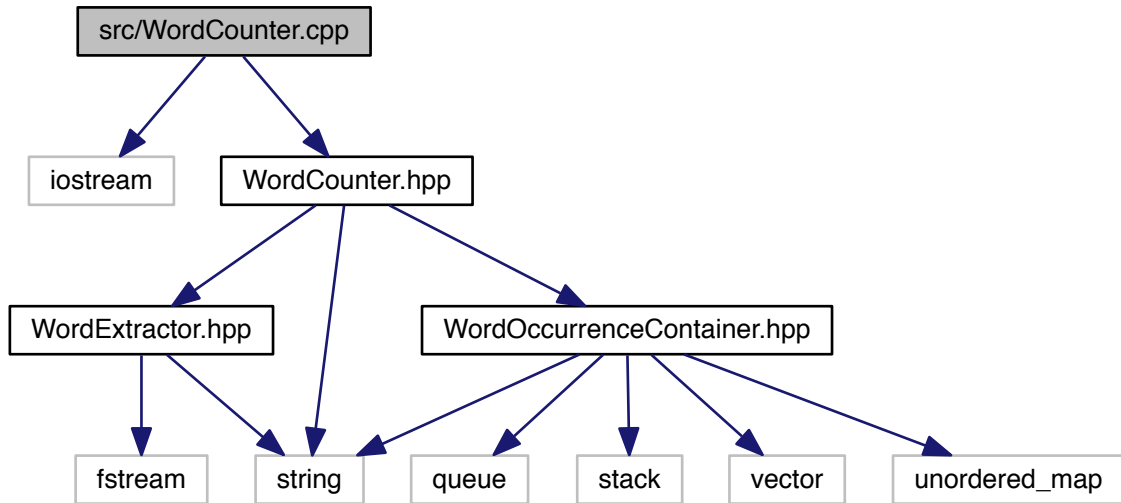 src/WordCounter.cpp
iostream
WordCounter.hpp
WordExtractor.hpp
WordOccurrenceContainer.hpp
fstream
string
queue
stack
vector
unordered_map